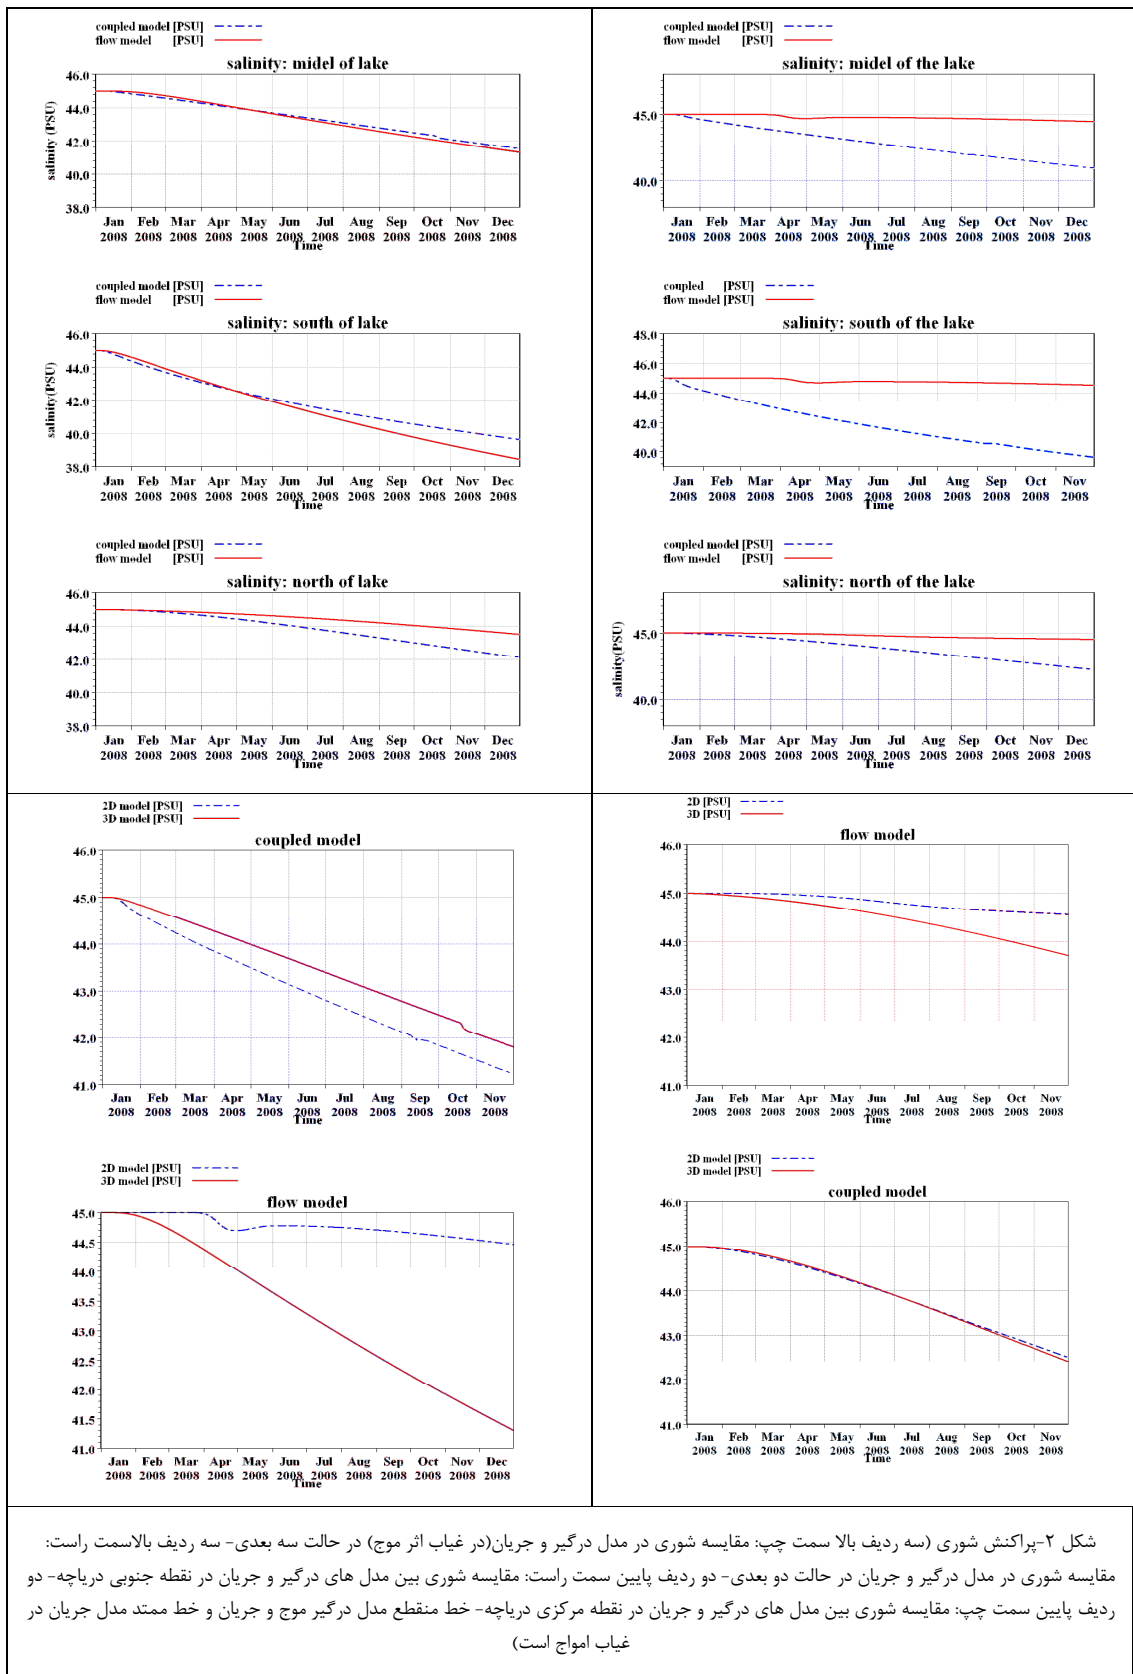 coupled model [PSU]
flow model [PSU]
salinity: midel of lake
46.0
44.0
42.0
40.0
38.0
salinity (PSU)
Jan Feb Mar Apr May Jun Jul Aug Sep Oct Nov Dec
2008 2008 2008 2008 2008 2008 2008 2008 2008 2008 2008 2008
Time
coupled model [PSU]
flow model [PSU]
salinity: south of lake
46.0
44.0
42.0
40.0
38.0
salinity(PSU)
Jan Feb Mar Apr May Jun Jul Aug Sep Oct Nov Dec
2008 2008 2008 2008 2008 2008 2008 2008 2008 2008 2008 2008
Time
coupled model [PSU]
flow model [PSU]
salinity: north of lake
46.0
44.0
42.0
40.0
38.0
Jan Feb Mar Apr May Jun Jul Aug Sep Oct Nov Dec
2008 2008 2008 2008 2008 2008 2008 2008 2008 2008 2008 2008
Time
coupled model [PSU]
flow model [PSU]
salinity: midel of the lake
45.0
40.0
Jan Feb Mar Apr May Jun Jul Aug Sep Oct Nov Dec
2008 2008 2008 2008 2008 2008 2008 2008 2008 2008 2008 2008
Time
coupled [PSU]
flow model [PSU]
salinity: south of the lake
48.0
46.0
44.0
42.0
40.0
Jan Feb Mar Apr May Jun Jul Aug Sep Oct Nov
2008 2008 2008 2008 2008 2008 2008 2008 2008 2008 2008
Time
coupled model [PSU]
flow model [PSU]
salinity: north of the lake
45.0
40.0
salinity(PSU)
Jan Feb Mar Apr May Jun Jul Aug Sep Oct Nov Dec
2008 2008 2008 2008 2008 2008 2008 2008 2008 2008 2008 2008
Time
2D model [PSU]
3D model [PSU]
coupled model
46.0
45.0
44.0
43.0
42.0
41.0
Jan Feb Mar Apr May Jun Jul Aug Sep Oct Nov
2008 2008 2008 2008 2008 2008 2008 2008 2008 2008 2008
Time
2D model [PSU]
3D model [PSU]
flow model
45.0
44.5
44.0
43.5
43.0
42.5
42.0
41.5
41.0
Jan Feb Mar Apr May Jun Jul Aug Sep Oct Nov Dec
2008 2008 2008 2008 2008 2008 2008 2008 2008 2008 2008 2008
Time
2D [PSU]
3D [PSU]
flow model
46.0
45.0
44.0
43.0
42.0
41.0
Jan Feb Mar Apr May Jun Jul Aug Sep Oct Nov
2008 2008 2008 2008 2008 2008 2008 2008 2008 2008 2008
Time
2D model [PSU]
3D model [PSU]
coupled model
46.0
45.0
44.0
43.0
42.0
41.0
Jan Feb Mar Apr May Jun Jul Aug Sep Oct Nov
2008 2008 2008 2008 2008 2008 2008 2008 2008 2008 2008
Time
شکل ۲-پراکنش شوری (سه ردیف بالا سمت چپ: مقایسه شوری در مدل درگیر و جریان(در غیاب اثر موج) در حالت سه بعدی- سه ردیف بالاسمت راست:
مقایسه شوری در مدل درگیر و جریان در حالت دو بعدی- دو ردیف پایین سمت راست: مقایسه شوری بین مدل های درگیر و جریان در نقطه جنوبی دریاچه- دو
ردیف پایین سمت چپ: مقایسه شوری بین مدل های درگیر و جریان در نقطه مرکزی دریاچه- خط منقطع مدل درگیر موج و جریان و خط ممتد مدل جریان در
غیاب امواج است)